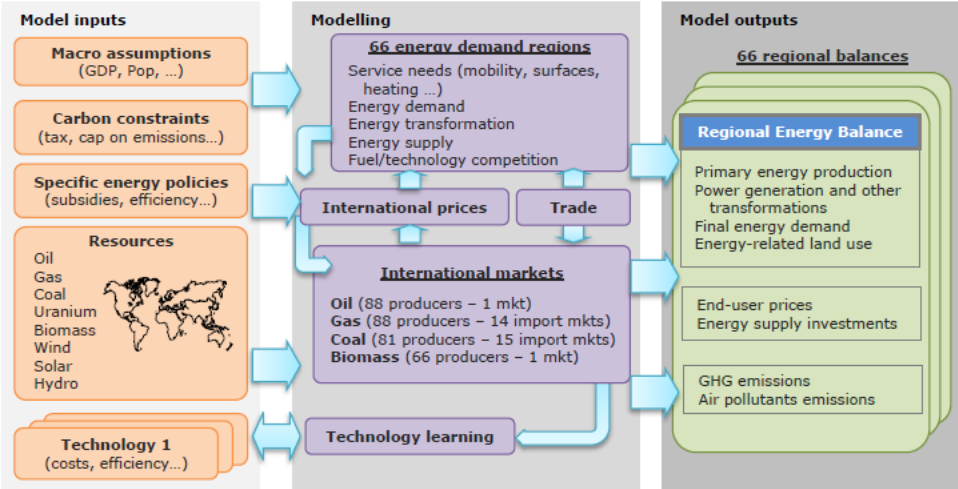 Model inputs
Macro assumptions
(GDP, Pop, ...)
Carbon constraints
(tax, cap on emissions...)
Specific energy policies
(subsidies, efficiency...)
Resources
Oil
Gas
Coal
Uranium
Biomass
Wind
Solar
Hydro
Technology 1
(costs, efficiency...)
Modelling
66 energy demand regions
Service needs (mobility, surfaces,
heating ...)
Energy demand
Energy transformation
Energy supply
Fuel/technology competition
International prices
Trade
International markets
Oil (88 producers – 1 mkt)
Gas (88 producers – 14 import mkts)
Coal (81 producers – 15 import mkts)
Biomass (66 producers – 1 mkt)
Technology learning
Model outputs
66 regional balances
Regional Energy Balance
Primary energy production
Power generation and other
transformations
Final energy demand
Energy-related land use
End-user prices
Energy supply investments
GHG emissions
Air pollutants emissions